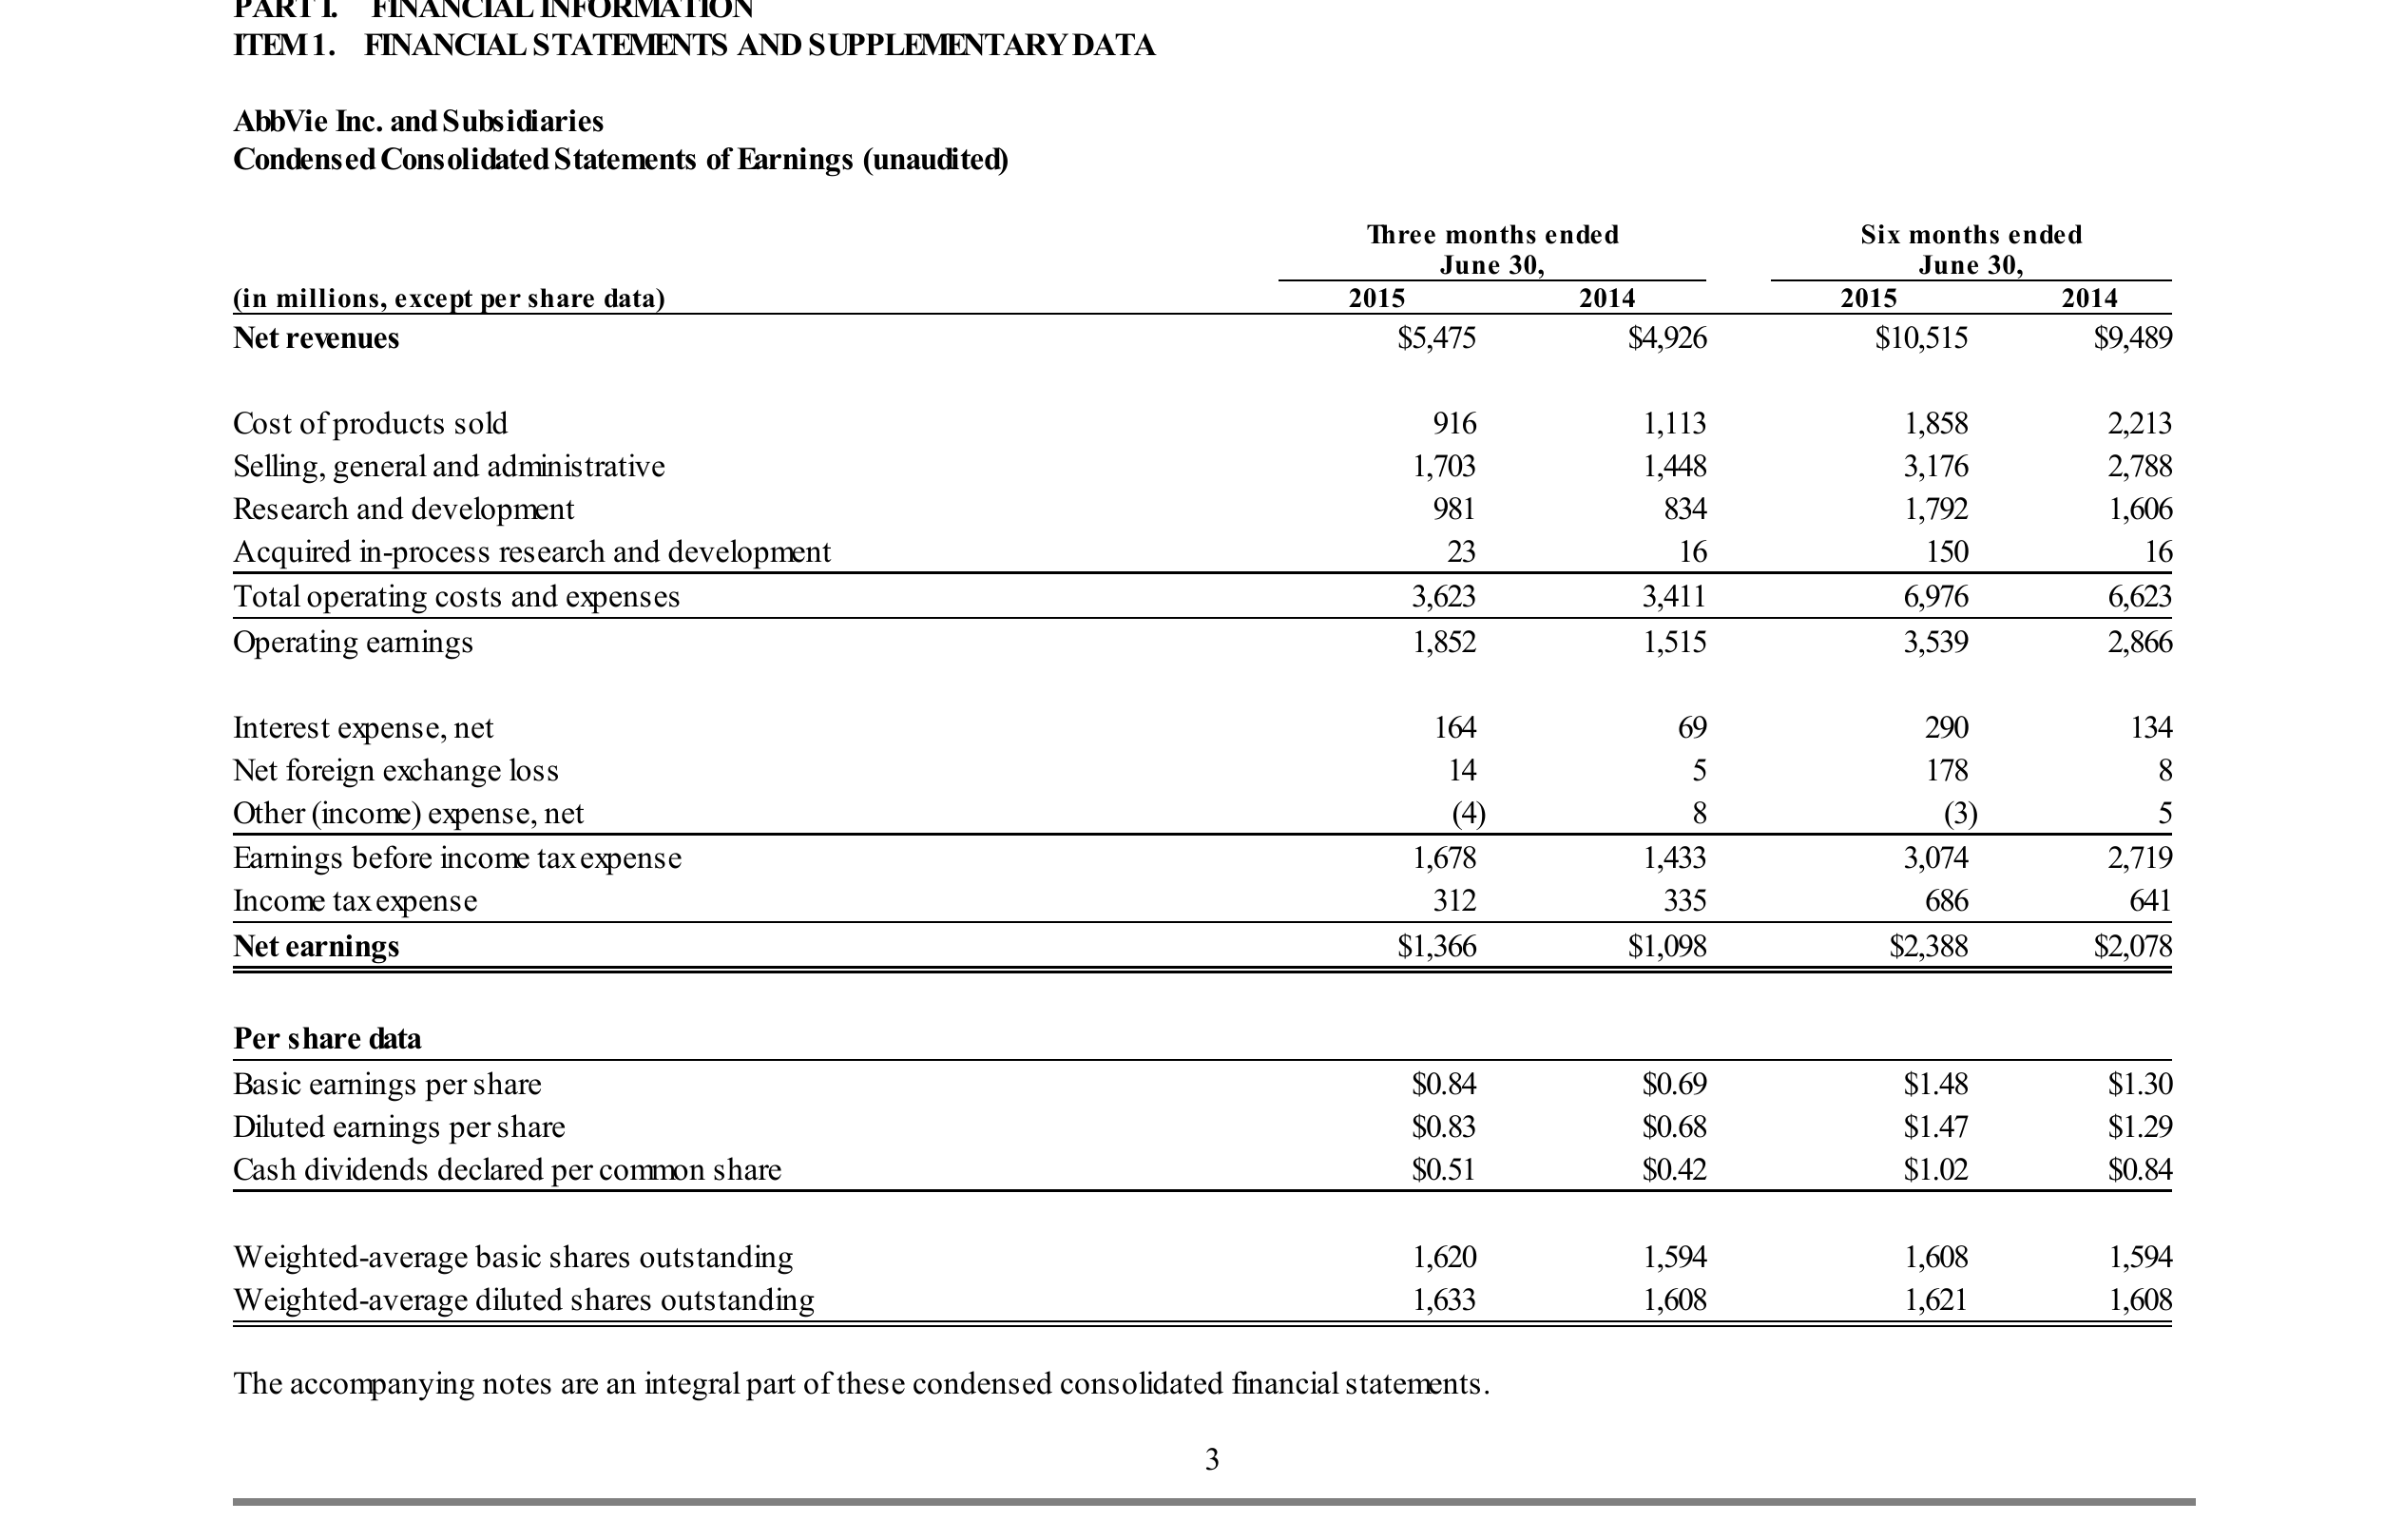 PART I. FINANCIAL INFORMATION
ITEM 1. FINANCIAL STATEMENTS AND SUPPLEMENTARY DATA
AbbVie Inc. and Subsidiaries
Condensed Consolidated Statements of Earnings (unaudited)
Three months ended Six months ended
June 30, June 30,
(in millions, except per share data) 2015 2014 2015 2014
Net revenues $5,475 $4,926 $10,515 $9,489
Cost of products sold 916 1,113 1,858 2,213
Selling, general and administrative 1,703 1,448 3,176 2,788
Research and development 981 834 1,792 1,606
Acquired in-process research and development 23 16 150 16
Total operating costs and expenses 3,623 3,411 6,976 6,623
Operating earnings 1,852 1,515 3,539 2,866
Interest expense, net 164 69 290 134
Net foreign exchange loss 14 5 178 8
Other (income) expense, net (4) 8 (3) 5
Earnings before income tax expense 1,678 1,433 3,074 2,719
Income tax expense 312 335 686 641
Net earnings $1,366 $1,098 $2,388 $2,078
Per share data
Basic earnings per share $0.84 $0.69 $1.48 $1.30
Diluted earnings per share $0.83 $0.68 $1.47 $1.29
Cash dividends declared per common share $0.51 $0.42 $1.02 $0.84
Weighted-average basic shares outstanding 1,620 1,594 1,608 1,594
Weighted-average diluted shares outstanding 1,633 1,608 1,621 1,608
The accompanying notes are an integral part of these condensed consolidated financial statements.
3